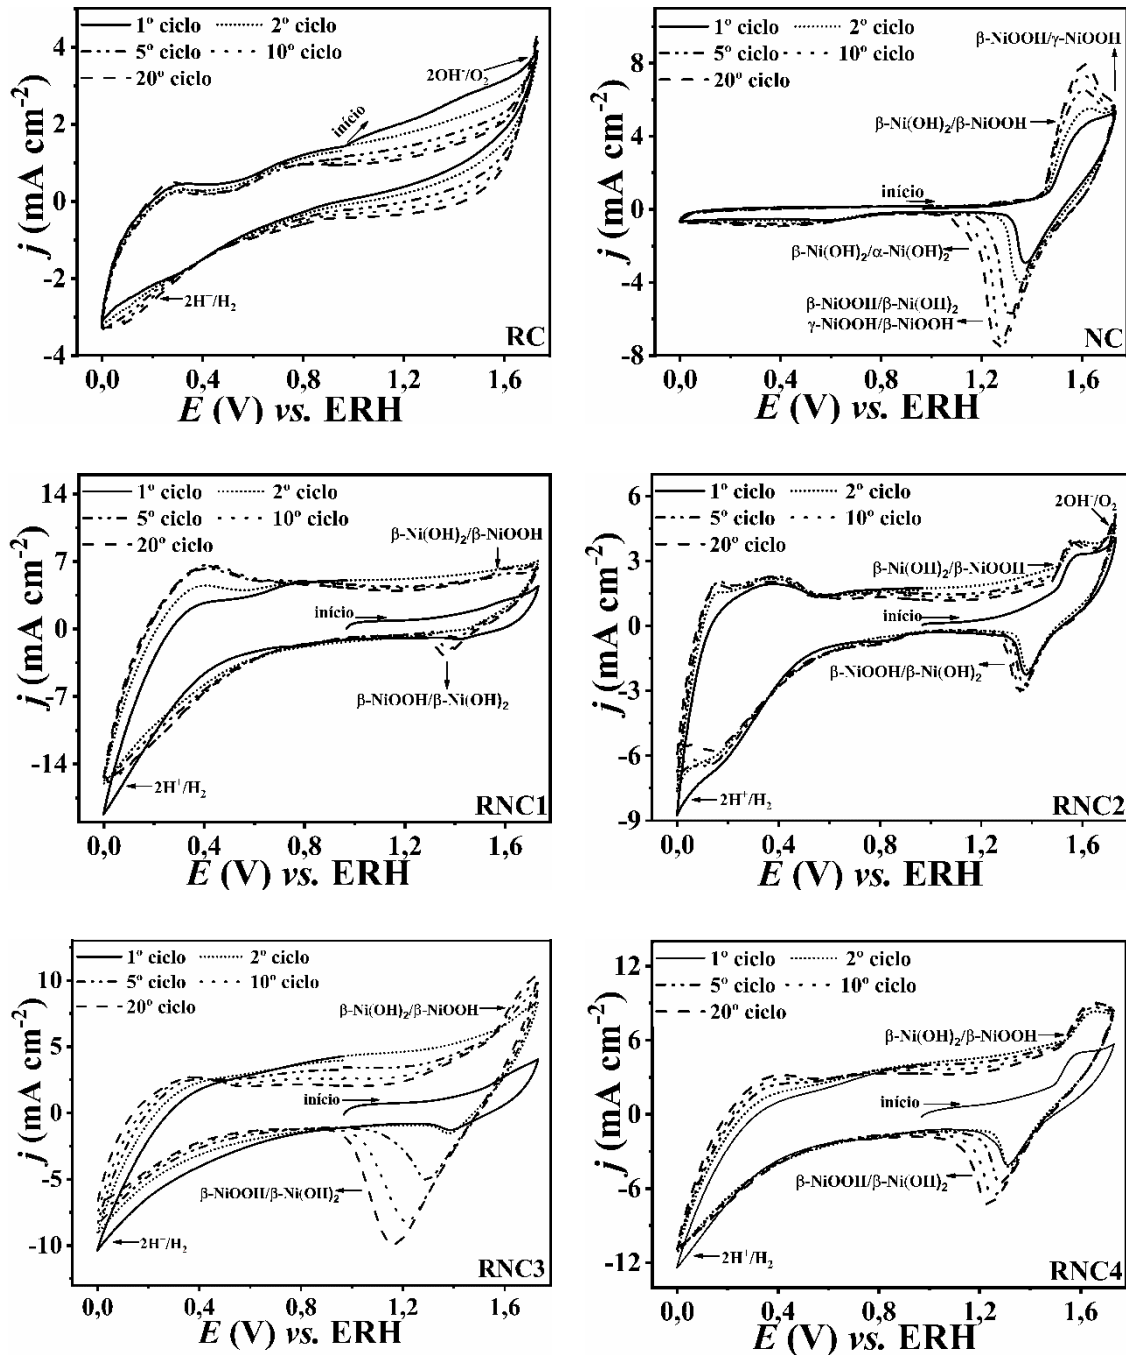 1º ciclo
2º ciclo
5º ciclo
10º ciclo
20º ciclo
4
2
0
-2
-4
j (mA cm-2)
2OH-/O2
início
2H+/H2
RC
0,0
0,4
0,8
1,2
1,6
E (V) vs. ERH
1º ciclo
2º ciclo
5º ciclo
10º ciclo
20º ciclo
β-NiOOH/γ-NiOOH
8
4
0
-4
-8
j (mA cm-2)
β-Ni(OH)2/β-NiOOH
início
β-Ni(OH)2/α-Ni(OH)2
β-NiOOH/β-Ni(OH)2
γ-NiOOH/β-NiOOH
NC
0,0
0,4
0,8
1,2
1,6
E (V) vs. ERH
1º ciclo
2º ciclo
5º ciclo
10º ciclo
20º ciclo
14
7
0
-7
-14
j (mA cm-2)
β-Ni(OH)2/β-NiOOH
início
β-NiOOH/β-Ni(OH)2
2H+/H2
RNC1
0,0
0,4
0,8
1,2
1,6
E (V) vs. ERH
1º ciclo
2º ciclo
5º ciclo
10º ciclo
20º ciclo
6
3
0
-3
-6
-9
j (mA cm-2)
2OH-/O2
β-Ni(OH)2/β-NiOOH
início
β-NiOOH/β-Ni(OH)2
2H+/H2
RNC2
0,0
0,4
0,8
1,2
1,6
E (V) vs. ERH
1º ciclo
2º ciclo
5º ciclo
10º ciclo
20º ciclo
10
5
0
-5
-10
j (mA cm-2)
β-Ni(OH)2/β-NiOOH
início
β-NiOOH/β-Ni(OH)2
2H+/H2
RNC3
0,0
0,4
0,8
1,2
1,6
E (V) vs. ERH
1º ciclo
2º ciclo
5º ciclo
10º ciclo
20º ciclo
12
6
0
-6
-12
j (mA cm-2)
β-Ni(OH)2/β-NiOOH
início
β-NiOOH/β-Ni(OH)2
2H+/H2
RNC4
0,0
0,4
0,8
1,2
1,6
E (V) vs. ERH